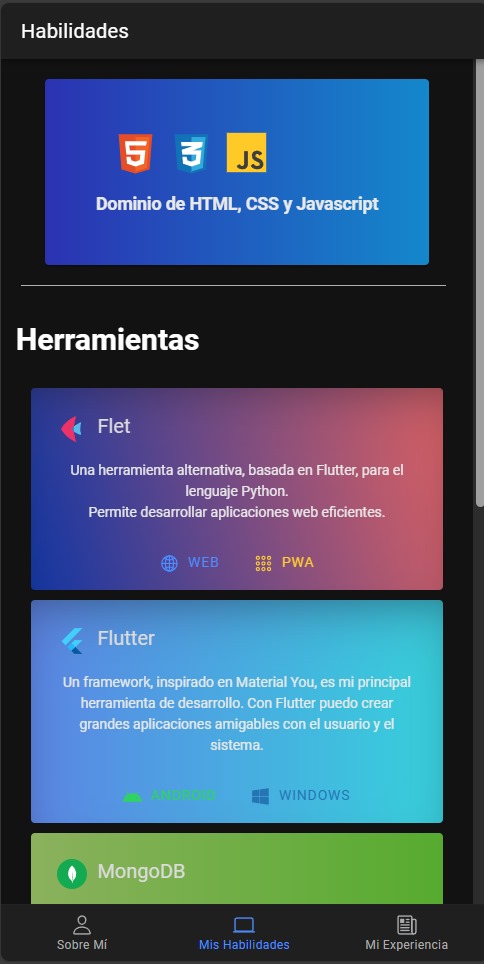 Habilidades
5
3
JS
Dominio de HTML, CSS y Javascript
Herramientas
Flet
Una herramienta alternativa, basada en Flutter, para el
lenguaje Python.
Permite desarrollar aplicaciones web eficientes.
WEB PWA
Flutter
Un framework, inspirado en Material You, es mi principal
herramienta de desarrollo. Con Flutter puedo crear
grandes aplicaciones amigables con el usuario y el
sistema.
ANDROID WINDOWS
MongoDB
Sobre Mí Mis Habilidades Mi Experiencia